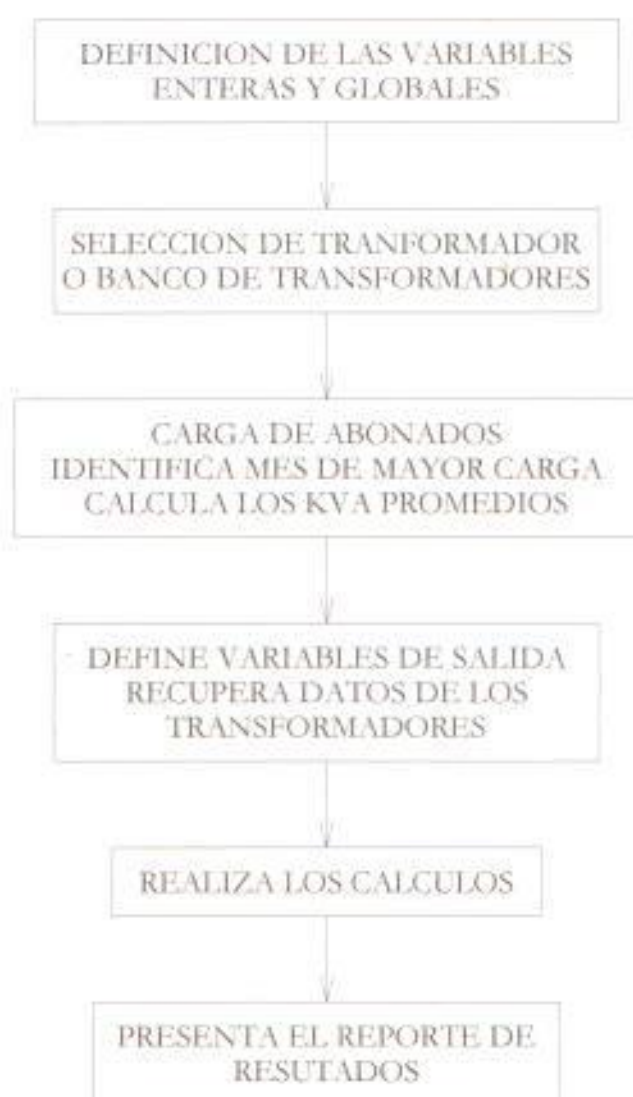 DEFINICION DE LAS VARIABLES
ENTERAS Y GLOBALES
SELECCION DE TRANFORMADOR
O BANCO DE TRANSFORMADORES
CARGA DE ABONADOS
IDENTIFICA MES DE MAYOR CARGA
CALCULA LOS KVA PROMEDIOS
DEFINE VARIABLES DE SALIDA
RECUPERA DATOS DE LOS
TRANSFORMADORES
REALIZA LOS CALCULOS
PRESENTA EL REPORTE DE
RESUTADOS